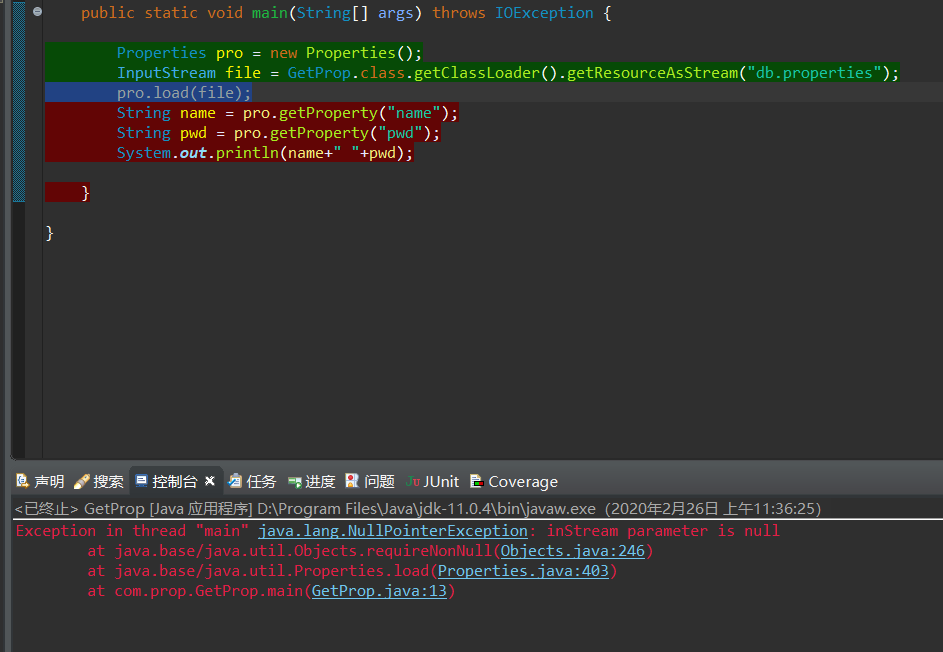 public static void main(String[] args) throws IOException {
Properties pro = new Properties();
InputStream file = GetProp.class.getClassLoader().getResourceAsStream("db.properties");
pro.load(file);
String name = pro.getProperty("name");
String pwd = pro.getProperty("pwd");
System.out.println(name+" "+pwd);
}
}
声明 搜索 控制台 任务 进度 问题 Ju JUnit Coverage
<已终止> GetProp [Java 应用程序] D:\Program Files\Java\jdk-11.0.4\bin\javaw.exe（2020年2月26日 上午11:36:25）
Exception in thread "main" java.lang.NullPointerException: inStream parameter is null
at java.base/java.util.Objects.requireNonNull(Objects.java:246)
at java.base/java.util.Properties.load(Properties.java:403)
at com.prop.GetProp.main(GetProp.java:13)